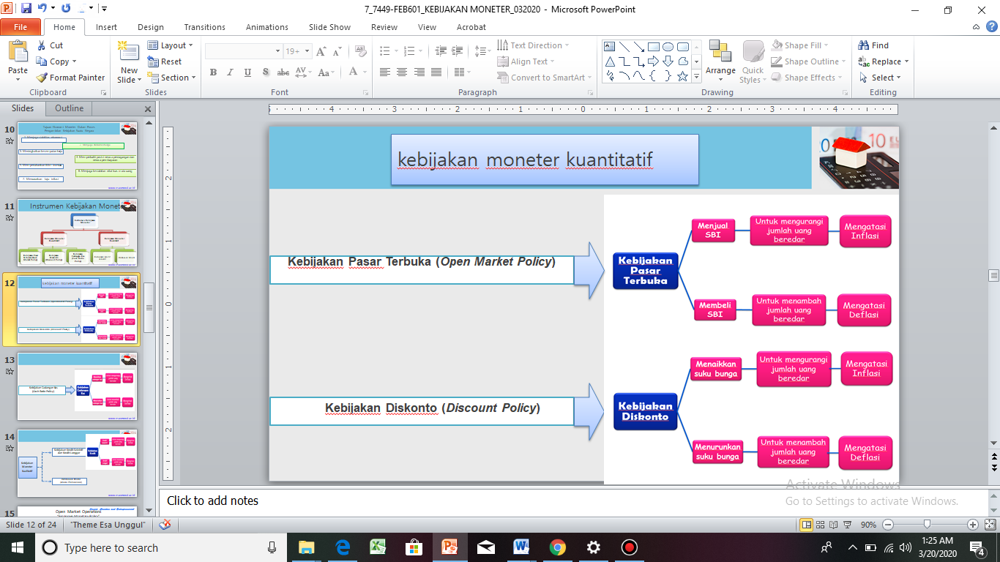 7_7449-FEB601_KEBIJAKAN MONETER_032020 - Microsoft PowerPoint
File Home Insert Design Transitions Animations Slide Show Review View Acrobat
Paste
Cut
Copy
Format Painter
Clipboard
New
Slide
Layout
Reset
Section
Slides
19+
Font
Text Direction
Align Text
Convert to SmartArt
Paragraph
Arrange
Quick
Styles
Shape Fill
Shape Outline
Shape Effects
Drawing
Find
Replace
Select
Editing
Slides Outline
10
11
Instrumen Kebijakan Moneter
12
kebijakan moneter kuantitatif
13
14
15
Open Market Operations
kebijakan moneter kuantitatif
Kebijakan Pasar Terbuka (Open Market Policy)
Kebijakan
Pasar
Terbuka
Menjual
SBI
Untuk mengurangi
jumlah uang
beredar
Mengatasi
Inflasi
Membeli
SBI
Untuk menambah
jumlah uang
beredar
Mengatasi
Deflasi
Kebijakan Diskonto (Discount Policy)
Kebijakan
Diskonto
Menaikkan
suku bunga
Untuk mengurangi
jumlah uang
beredar
Mengatasi
Inflasi
Menurunkan
suku bunga
Untuk menambah
jumlah uang
beredar
Mengatasi
Deflasi
Activate Windows
Go to Settings to activate Windows.
Click to add notes
Slide 12 of 24 "Theme Esa Unggul" 90%
Type here to search
1:25 AM
3/20/2020
4